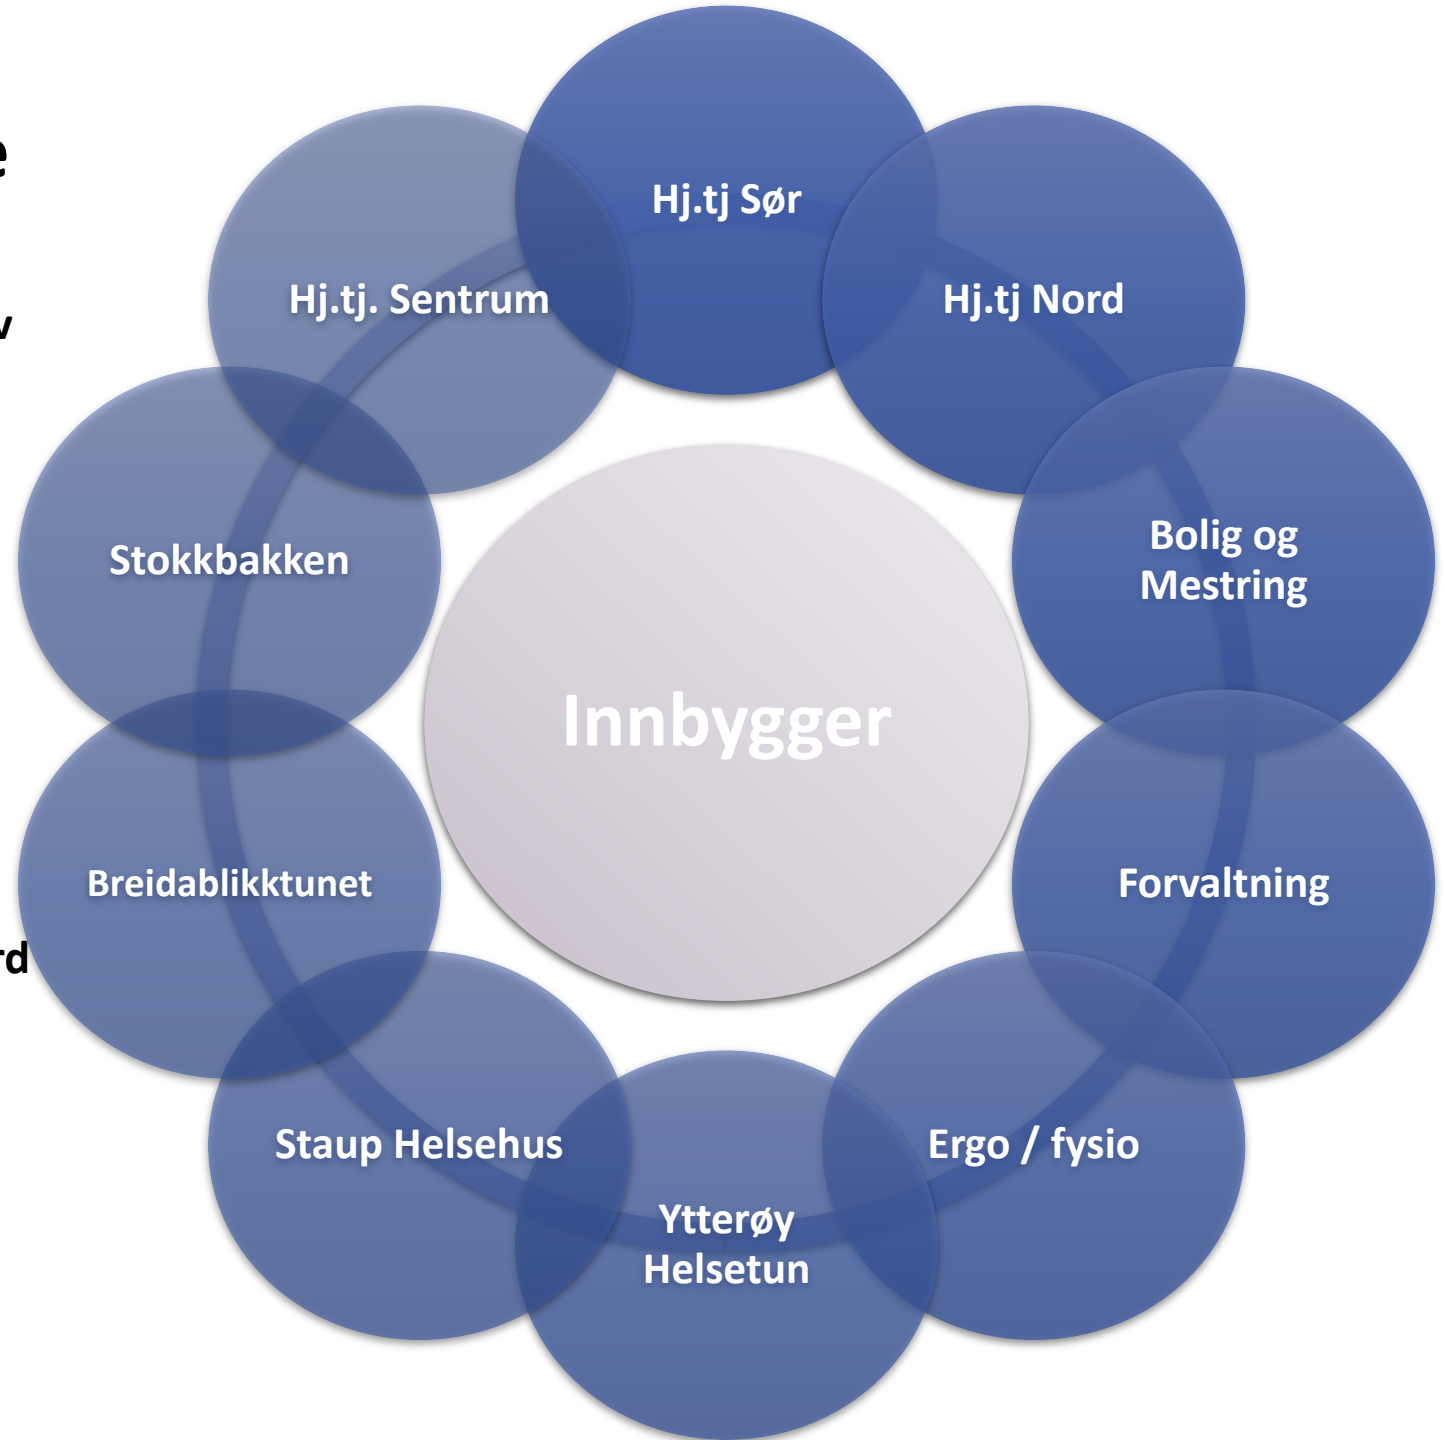 Hj.tj Sør
Hj.tj Nord
Bolig og
Mestring
Forvaltning
Ergo / fysio
Ytterøy
Helsetun
Staup Helsehus
Breidablikktunet
Stokkbakken
Hj.tj. Sentrum
Innbygger